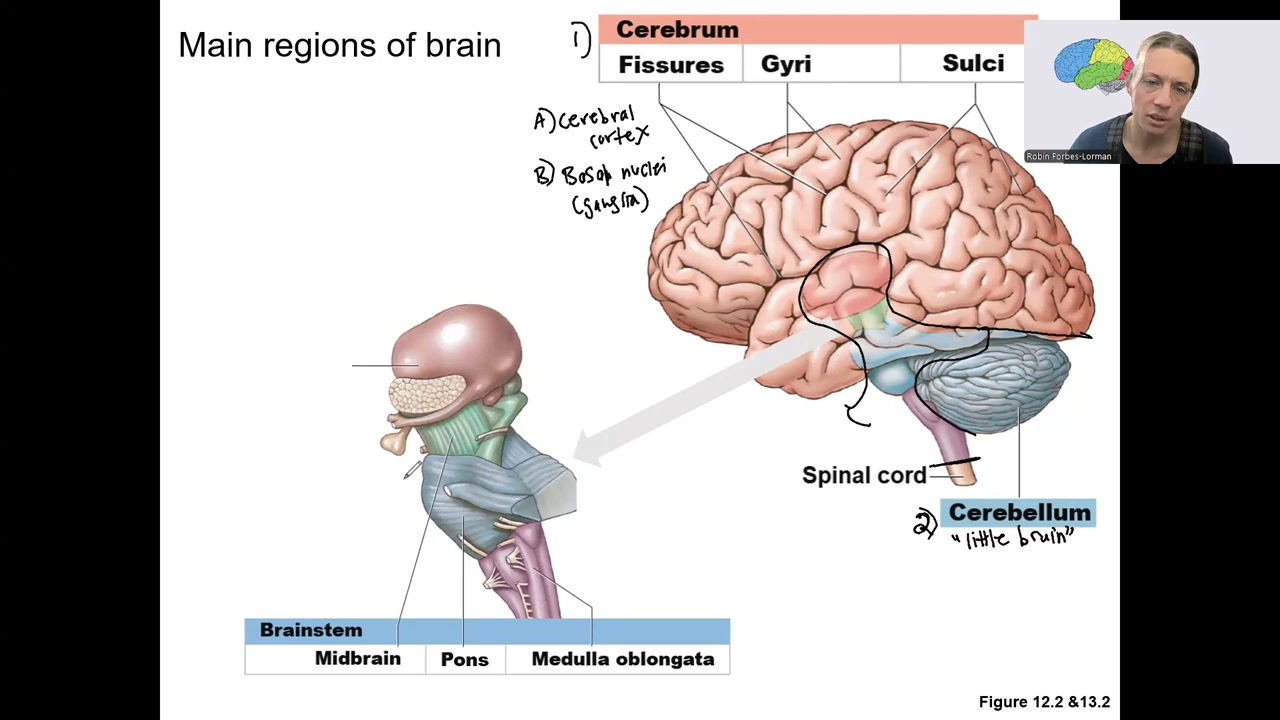 Main regions of brain
1) Cerebrum
Fissures Gyri Sulci
A) cerebral
cortex
B) Basal nuclei
(ganglia)
Robin Forbes-Lorman
Spinal cord
2) Cerebellum
"little brain"
Brainstem
Midbrain Pons Medulla oblongata
Figure 12.2 &13.2